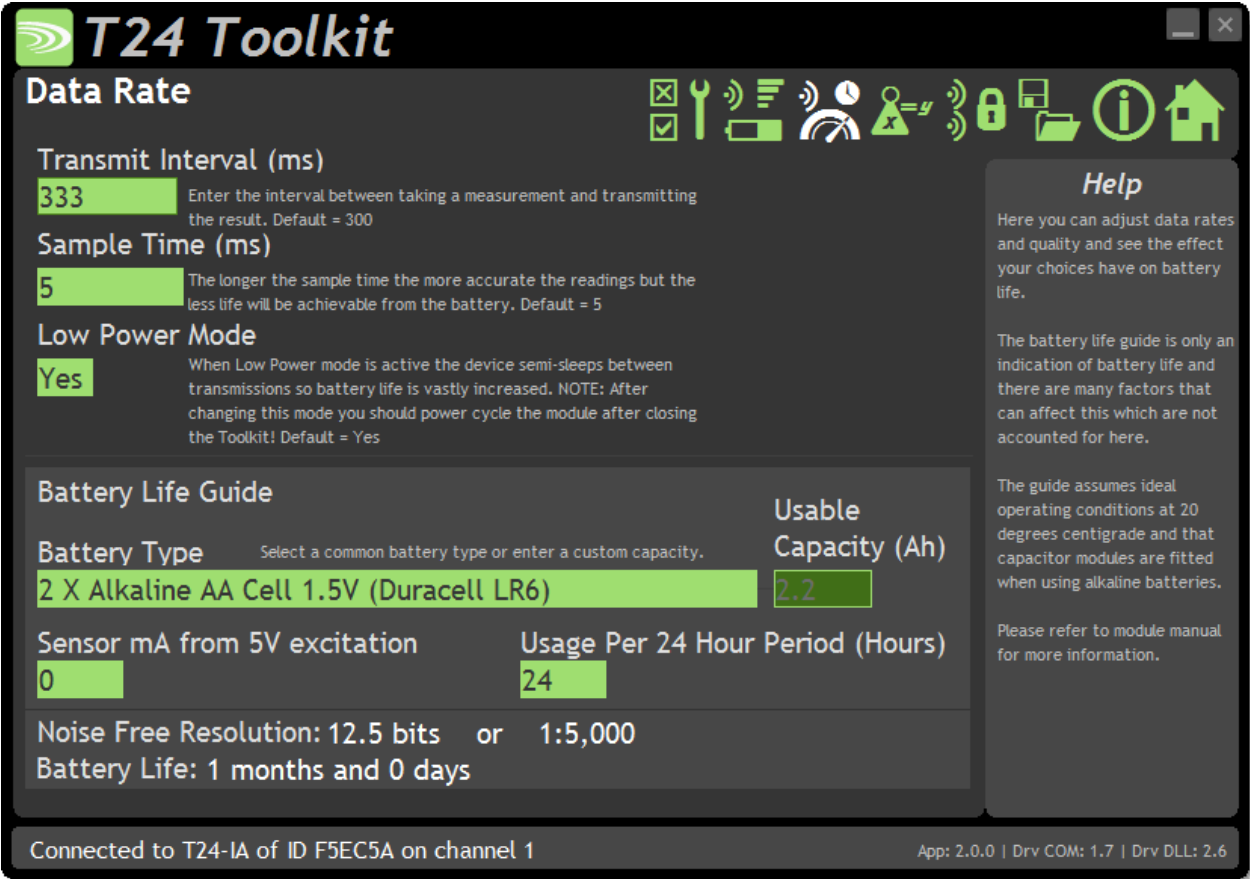 T24 Toolkit
Data Rate
x
=y
Transmit Interval (ms)
333
Enter the interval between taking a measurement and transmitting
the result. Default = 300
Sample Time (ms)
5
The longer the sample time the more accurate the readings but the
less life will be achievable from the battery. Default = 5
Low Power Mode
Yes
When Low Power mode is active the device semi-sleeps between
transmissions so battery life is vastly increased. NOTE: After
changing this mode you should power cycle the module after closing
the Toolkit! Default = Yes
Battery Life Guide
Usable
Capacity (Ah)
Battery Type
Select a common battery type or enter a custom capacity.
2 X Alkaline AA Cell 1.5V (Duracell LR6)
2.2
Sensor mA from 5V excitation
Usage Per 24 Hour Period (Hours)
0
24
Noise Free Resolution: 12.5 bits or 1:5,000
Battery Life: 1 months and 0 days
Help
Here you can adjust data rates
and quality and see the effect
your choices have on battery
life.
The battery life guide is only an
indication of battery life and
there are many factors that
can affect this which are not
accounted for here.
The guide assumes ideal
operating conditions at 20
degrees centigrade and that
capacitor modules are fitted
when using alkaline batteries.
Please refer to module manual
for more information.
Connected to T24-IA of ID F5EC5A on channel 1
App: 2.0.0 | Drv COM: 1.7 | Drv DLL: 2.6